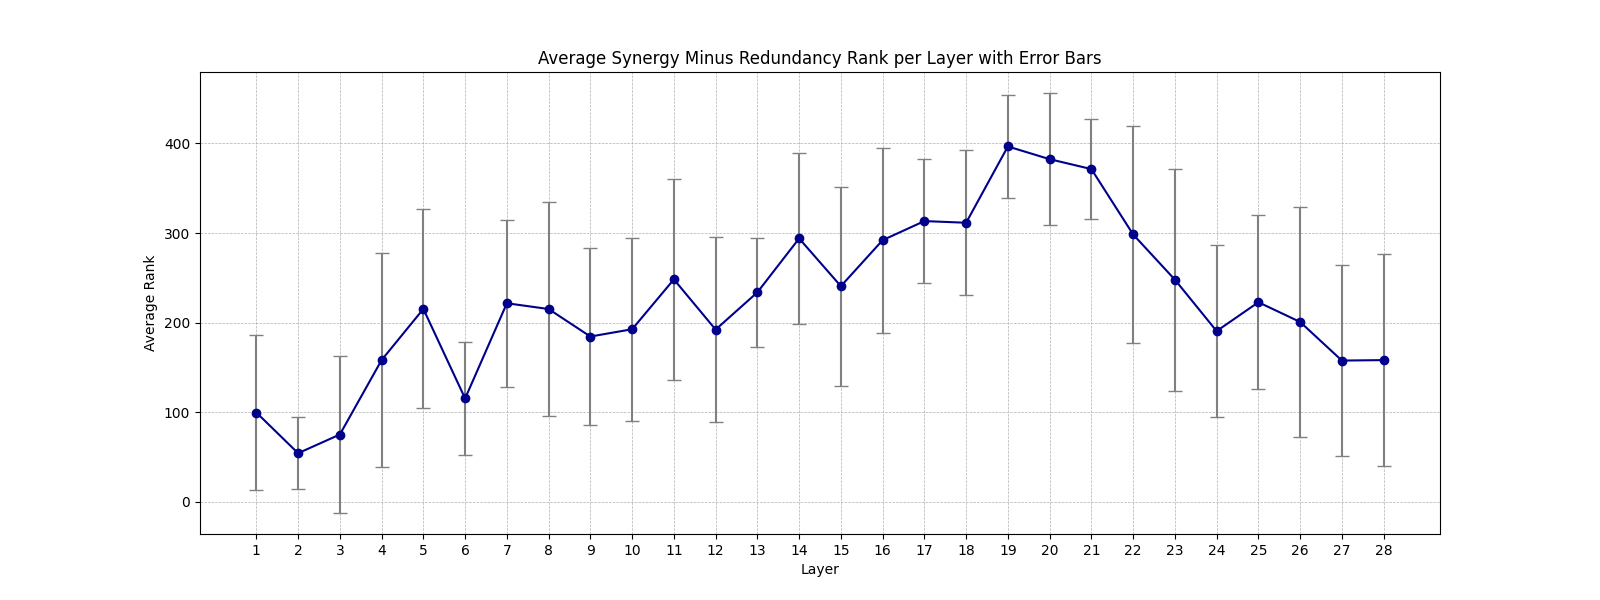 Average Synergy Minus Redundancy Rank per Layer with Error Bars
Average Rank
400
300
200
100
0
1 2 3 4 5 6 7 8 9 10 11 12 13 14 15 16 17 18 19 20 21 22 23 24 25 26 27 28
Layer